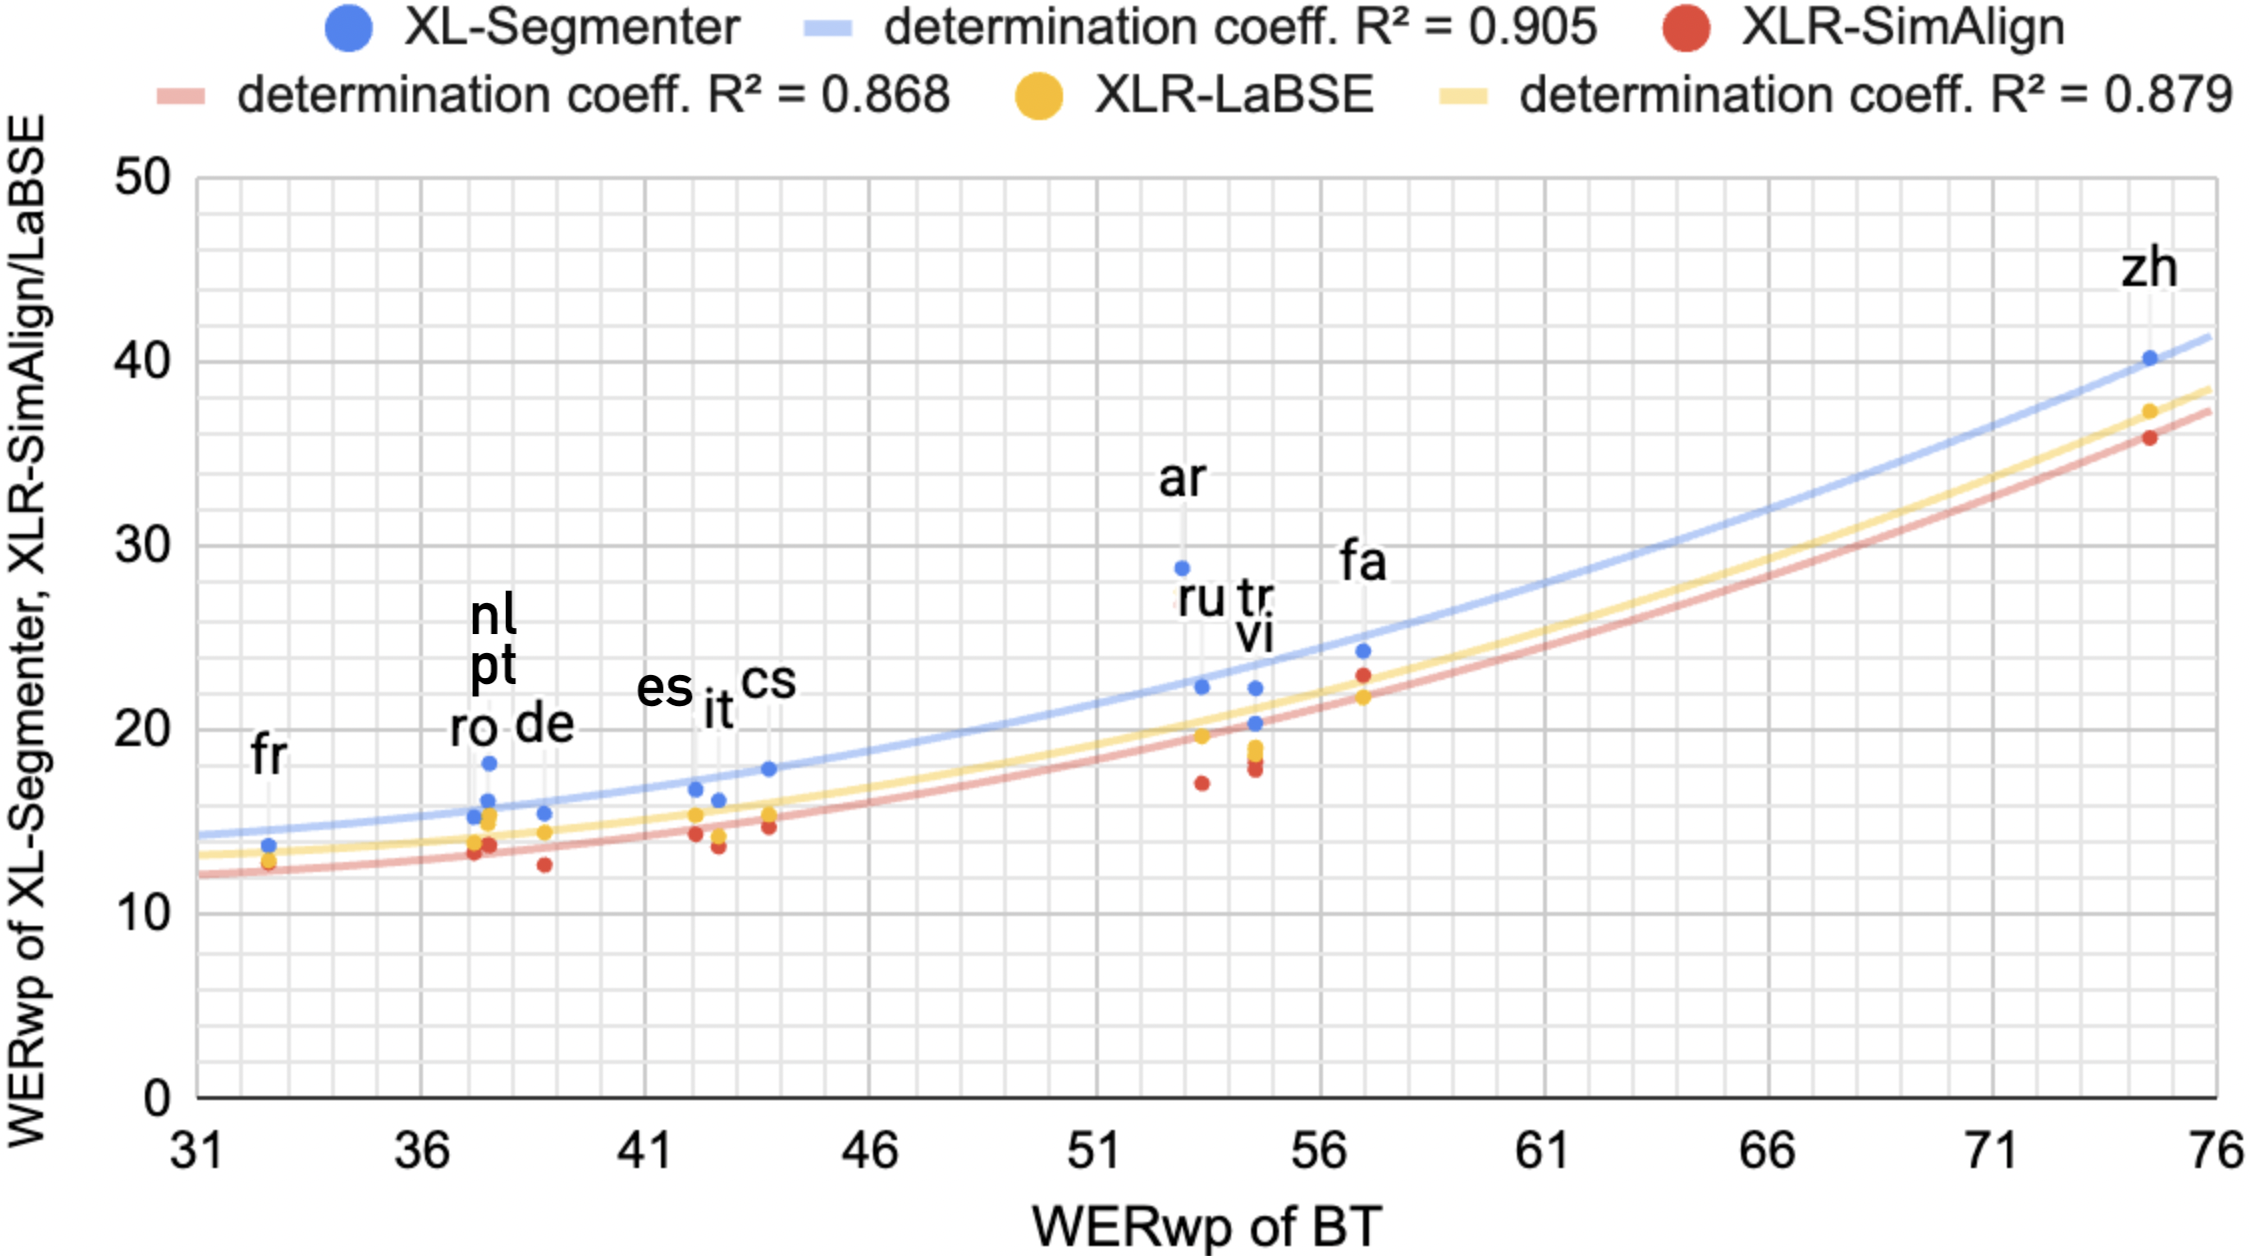 XL-Segmenter determination coeff. R² = 0.905 XLR-SimAlign
determination coeff. R² = 0.868 XLR-LaBSE determination coeff. R² = 0.879
WERwp of XL-Segmenter, XLR-SimAlign/LaBSE
50
40
30
20
10
0
zh
ar
fa
ru tr
vi
nl
pt
es it cs
ro de
fr
31 36 41 46 51 56 61 66 71 76
WERwp of BT